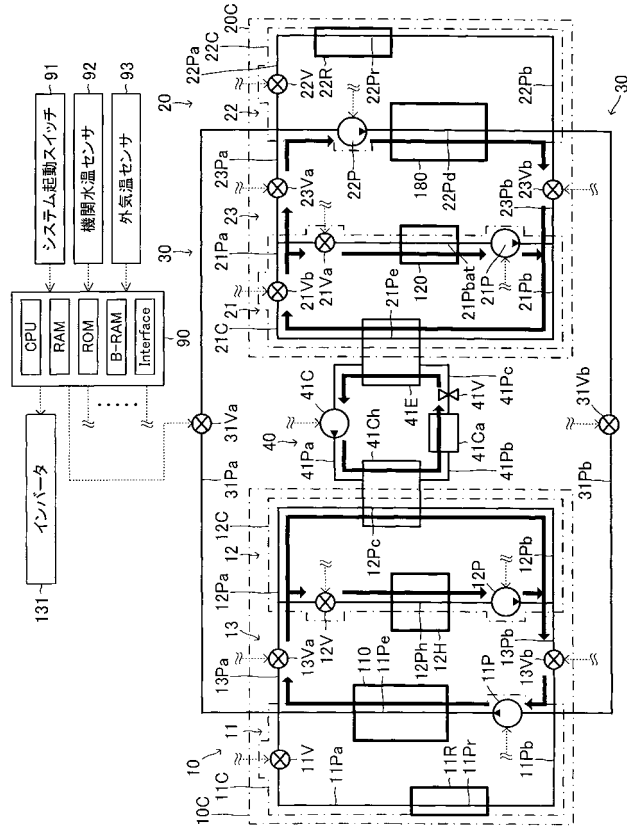 131
インバータ
CPU
RAM
ROM
B-RAM
Interface
90
システム起動スイッチ
91
機関水温センサ
92
外気温センサ
93
10
10C
11
11C
11V
11Pa
11R
11Pr
11Pb
11P
110
11Pe
13
13Pa
13Va
13Pb
13Vb
12
12C
12Pa
12V
12Ph
12H
12P
12Pb
12Pc
30
31Pa
31Va
31Pb
31Vb
30
40
41C
41Pa
41Ch
41Ca
41Pb
41V
41Pc
41E
20
20C
21
21C
21Vb
21Va
21Pa
21Pe
120
21Pbat
21P
21Pb
23
23Pa
23Va
23Pb
23Vb
22
22C
22Pa
22V
22R
22Pr
22P
180
22Pd
22Pb